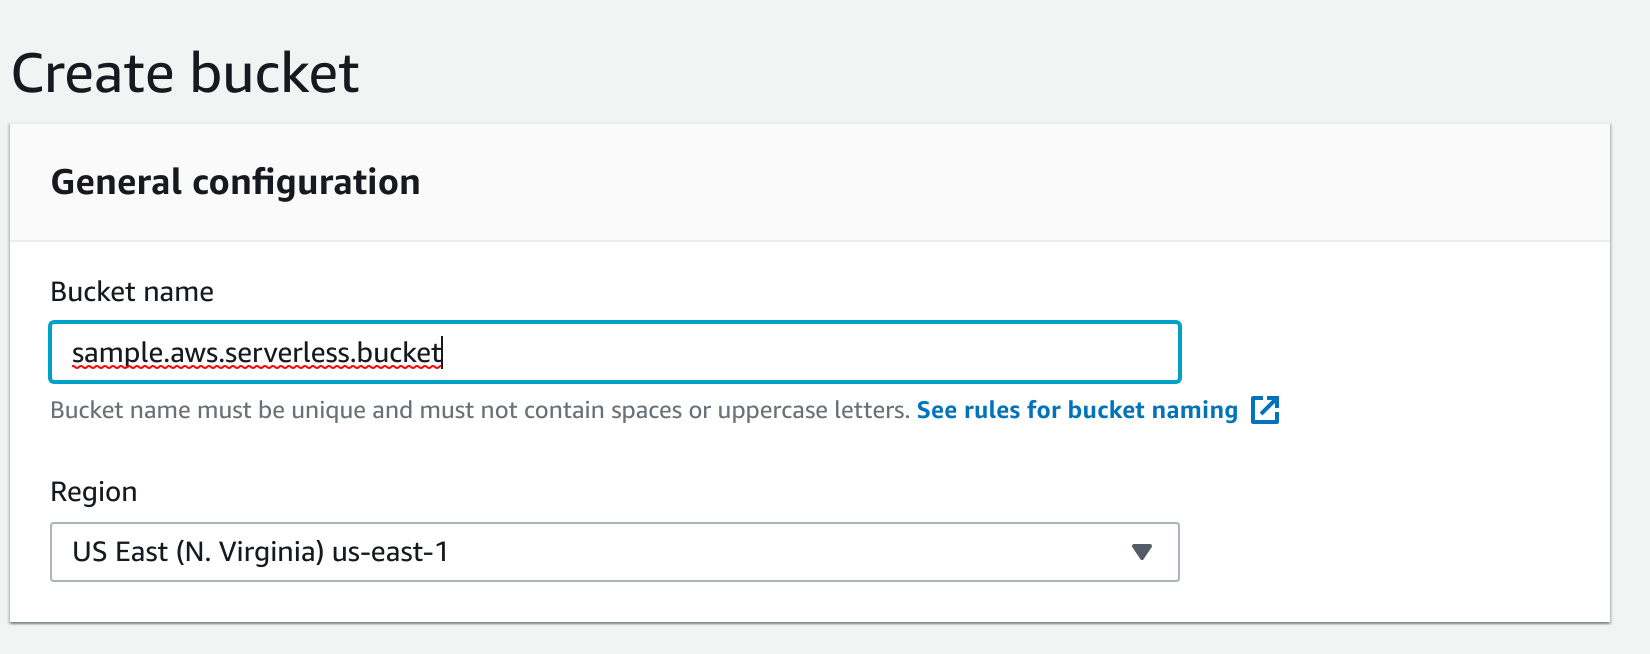 Create bucket
General configuration
Bucket name
sample.aws.serverless.bucket
Bucket name must be unique and must not contain spaces or uppercase letters. See rules for bucket naming
Region
US East (N. Virginia) us-east-1